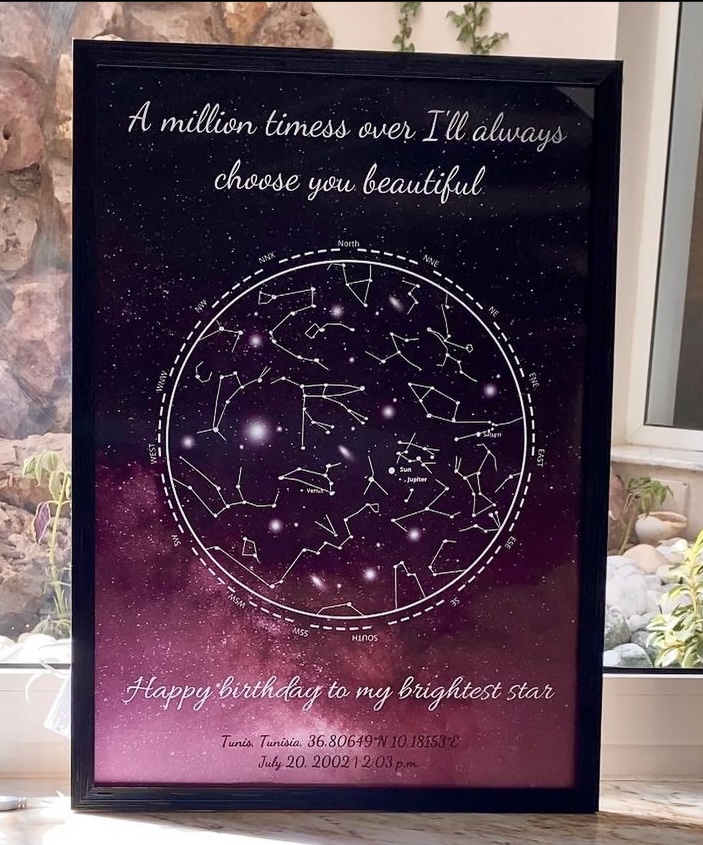 A million timess over I'll always
choose you beautiful
North
NNX
NNE
NW
NE
WNW
ENE
Saturn
WEST
EAST
Sun
Jupiter
Venus
SW
ESE
WSW
SE
SSW
SOUTH
Happy birthday to my brightest star
Tunis, Tunisia, 36.80649°N 10.18153°E
July 20, 2002 | 2:03 p.m.